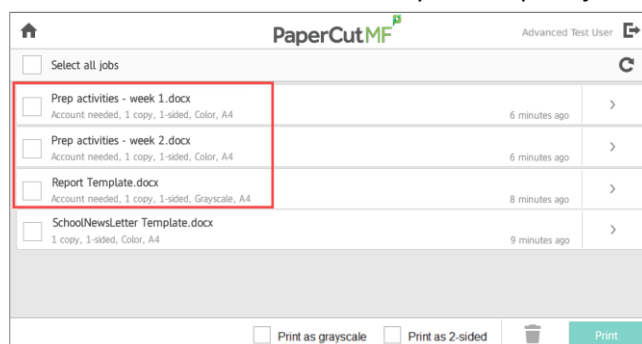 PaperCut MF
Advanced Test User
Select all jobs
Prep activities - week 1.docx
Account needed, 1 copy, 1-sided, Color, A4
6 minutes ago
Prep activities - week 2.docx
Account needed, 1 copy, 1-sided, Color, A4
6 minutes ago
Report Template.docx
Account needed, 1 copy, 1-sided, Grayscale, A4
8 minutes ago
SchoolNewsLetter Template.docx
1 copy, 1-sided, Color, A4
9 minutes ago
Print as grayscale Print as 2-sided Print